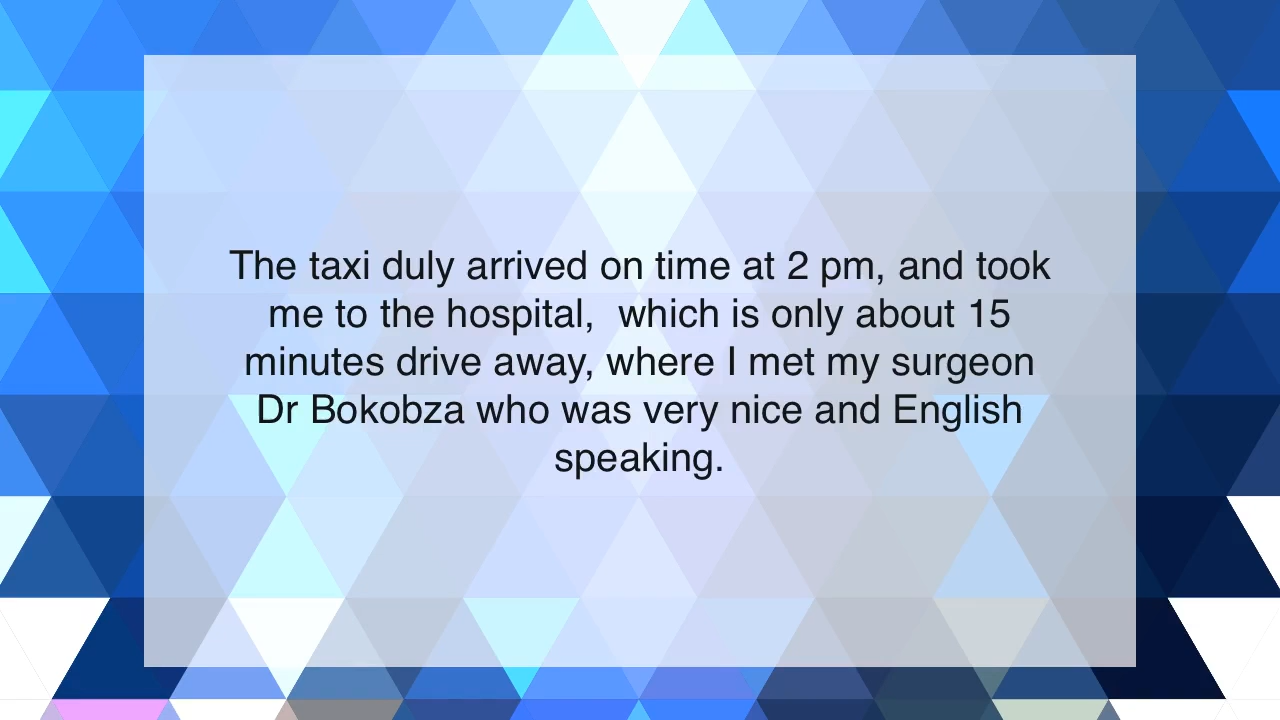 The taxi duly arrived on time at 2 pm, and took
me to the hospital,  which is only about 15
minutes drive away, where I met my surgeon
Dr Bokobza who was very nice and English
speaking.